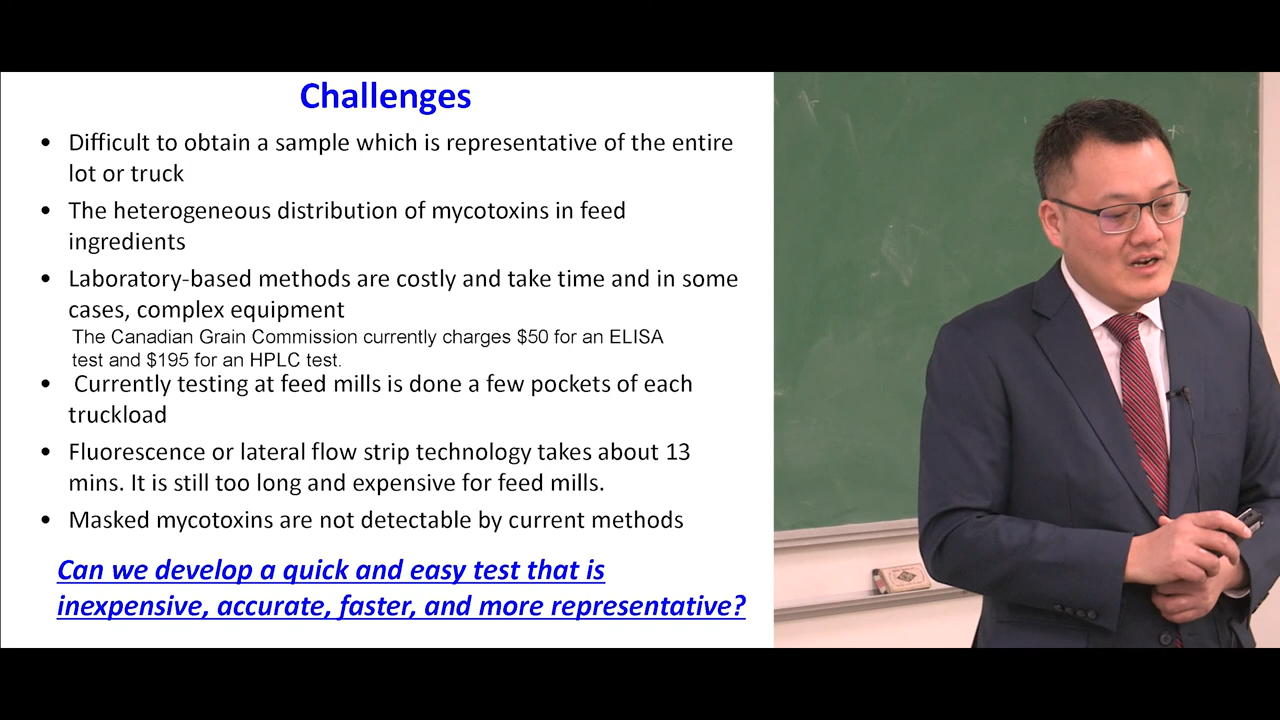 Challenges
• Difficult to obtain a sample which is representative of the entire
lot or truck
• The heterogeneous distribution of mycotoxins in feed
ingredients
• Laboratory-based methods are costly and take time and in some
cases, complex equipment
The Canadian Grain Commission currently charges $50 for an ELISA
test and $195 for an HPLC test.
• Currently testing at feed mills is done a few pockets of each
truckload
• Fluorescence or lateral flow strip technology takes about 13
mins. It is still too long and expensive for feed mills.
• Masked mycotoxins are not detectable by current methods
Can we develop a quick and easy test that is
inexpensive, accurate, faster, and more representative?